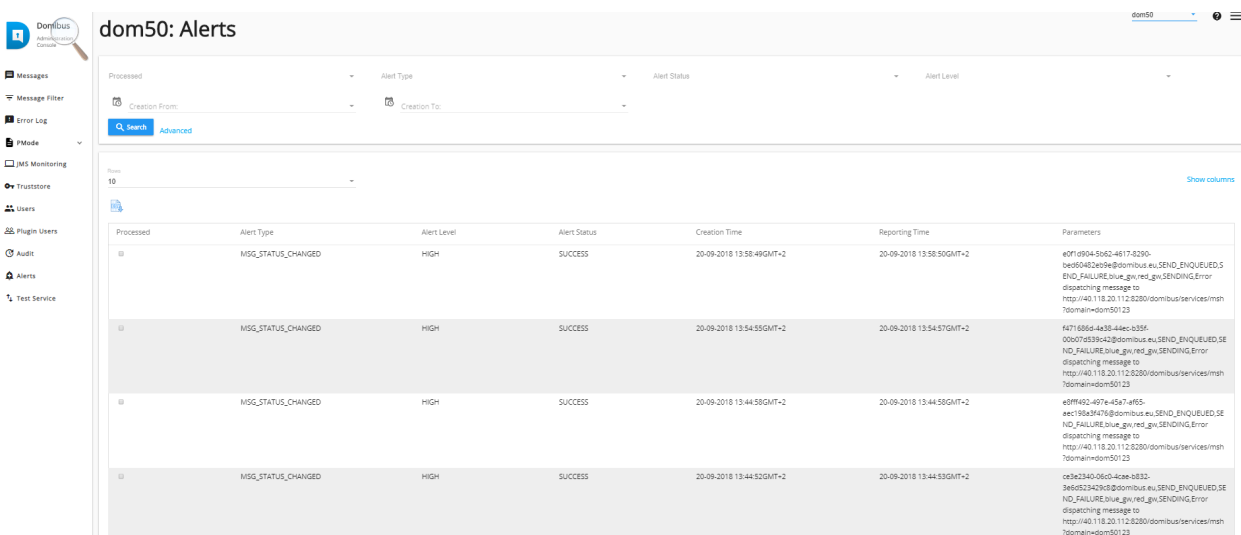 Domibus
Administration
Console
dom50: Alerts
dom50
Messages
Message Filter
Error Log
PMode
JMS Monitoring
Truststore
Users
Plugin Users
Audit
Alerts
Test Service
Processed
Alert Type
Alert Status
Alert Level
Creation From:
Creation To:
Search
Advanced
Rows
10
Show columns
Processed Alert Type Alert Level Alert Status Creation Time Reporting Time Parameters
MSG_STATUS_CHANGED HIGH SUCCESS 20-09-2018 13:58:49GMT+2 20-09-2018 13:58:50GMT+2 e0f1d904-5b62-4617-8290-
bed60482eb9e@domibus.eu,SEND_ENQUEUED,S
END_FAILURE,blue_gw,red_gw,SENDING,Error
dispatching message to
http://40.118.20.112:8280/domibus/services/msh
?domain=dom50123
MSG_STATUS_CHANGED HIGH SUCCESS 20-09-2018 13:54:55GMT+2 20-09-2018 13:54:57GMT+2 f471686d-4a38-44ec-b35f-
00b07d539c42@domibus.eu,SEND_ENQUEUED,SE
ND_FAILURE,blue_gw,red_gw,SENDING,Error
dispatching message to
http://40.118.20.112:8280/domibus/services/msh
?domain=dom50123
MSG_STATUS_CHANGED HIGH SUCCESS 20-09-2018 13:44:58GMT+2 20-09-2018 13:44:58GMT+2 e8fff492-497e-45a7-af65-
aec198a3f476@domibus.eu,SEND_ENQUEUED,SE
ND_FAILURE,blue_gw,red_gw,SENDING,Error
dispatching message to
http://40.118.20.112:8280/domibus/services/msh
?domain=dom50123
MSG_STATUS_CHANGED HIGH SUCCESS 20-09-2018 13:44:52GMT+2 20-09-2018 13:44:53GMT+2 ce3e2340-06c0-4cae-b832-
3e6d523429c8@domibus.eu,SEND_ENQUEUED,SE
ND_FAILURE,blue_gw,red_gw,SENDING,Error
dispatching message to
http://40.118.20.112:8280/domibus/services/msh
?domain=dom50123